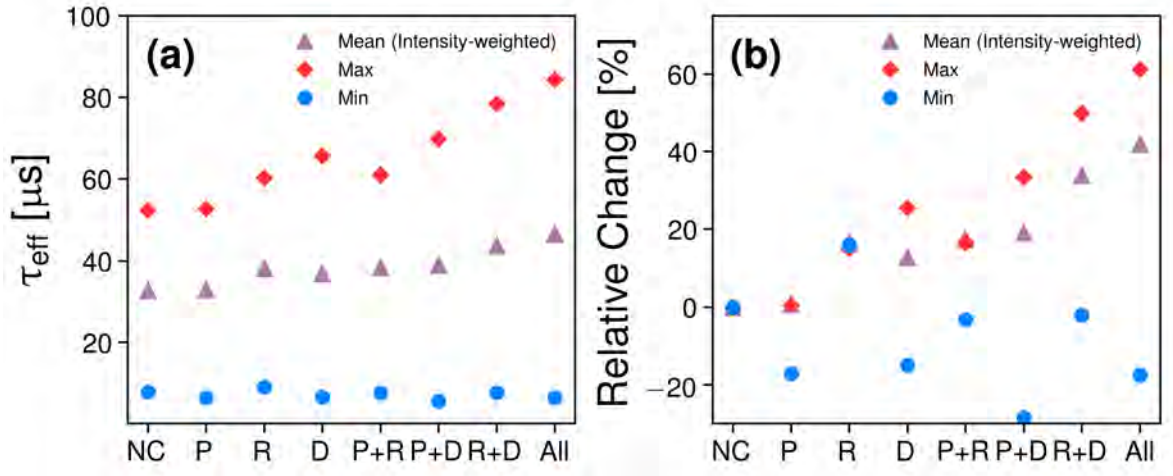 (a)
Mean (Intensity-weighted)
Max
Min
τeff [μs]
100
80
60
40
20
NC P R D P+R P+D R+D All
(b)
Mean (Intensity-weighted)
Max
Min
Relative Change [%]
60
40
20
0
−20
NC P R D P+R P+D R+D All